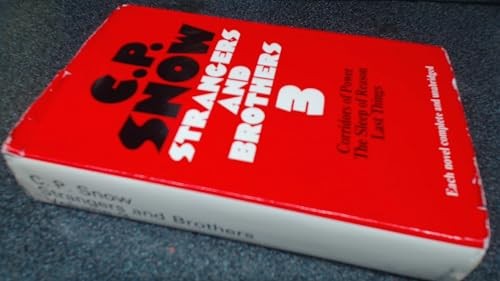 C.P.
SNOW
STRANGERS
AND
BROTHERS
3
Corridors of Power
The Sleep of Reason
Last Things
Each novel complete and unabridged
C. P. Snow
Strangers and Brothers